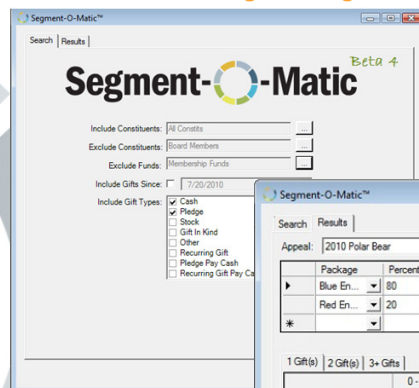 Segment-O-Matic™
Search Results
Segment-O-Matic
Beta 4
Include Constituents: All Constits ...
Exclude Constituents: Board Members ...
Exclude Funds: Membership Funds ...
Include Gifts Since: 7/20/2010
Include Gift Types: Cash
Pledge
Stock
Gift In Kind
Other
Recurring Gift
Pledge Pay Cash
Recurring Gift Pay Ca
Segment-O-Matic™
Search Results
Appeal: 2010 Polar Bear
Package Percent
Blue En... 80
Red En... 20
*
1 Gift(s) 2 Gift(s) 3+ Gifts
0 -